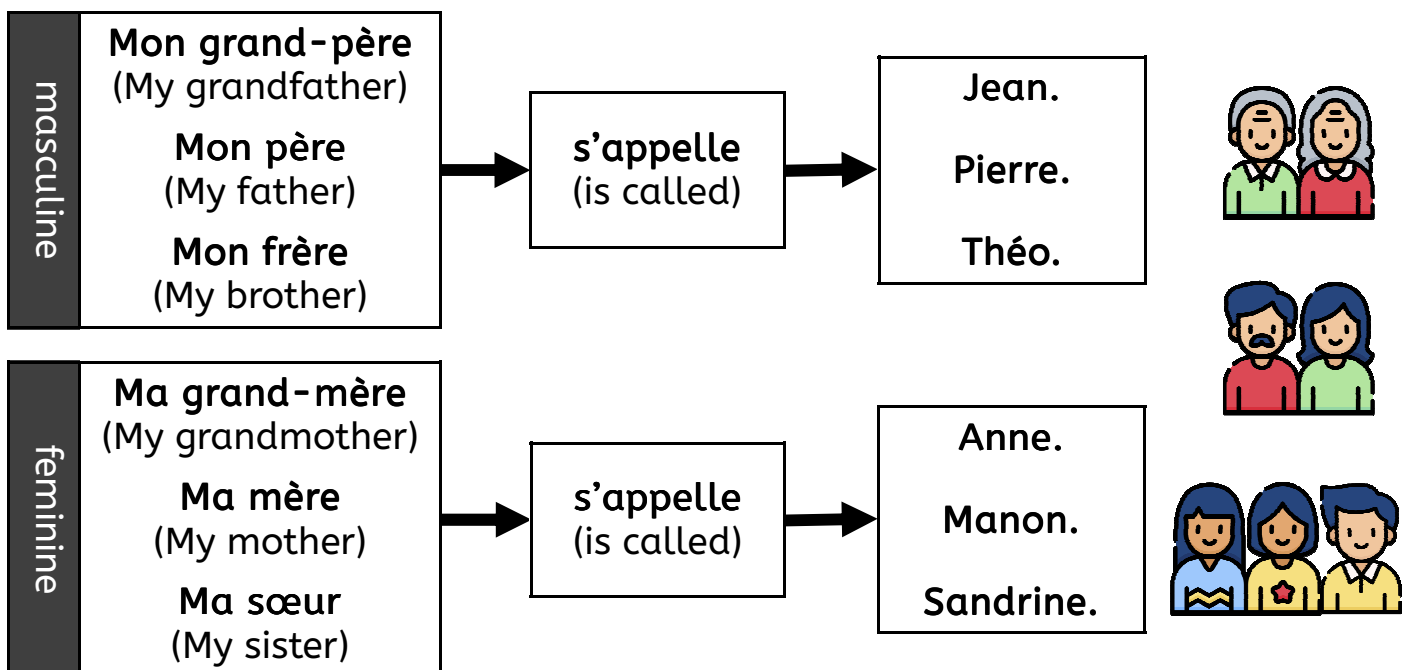 masculine
Mon grand-père
(My grandfather)
Mon père
(My father)
Mon frère
(My brother)
s’appelle
(is called)
Jean.
Pierre.
Théo.
feminine
Ma grand-mère
(My grandmother)
Ma mère
(My mother)
Ma sœur
(My sister)
s’appelle
(is called)
Anne.
Manon.
Sandrine.